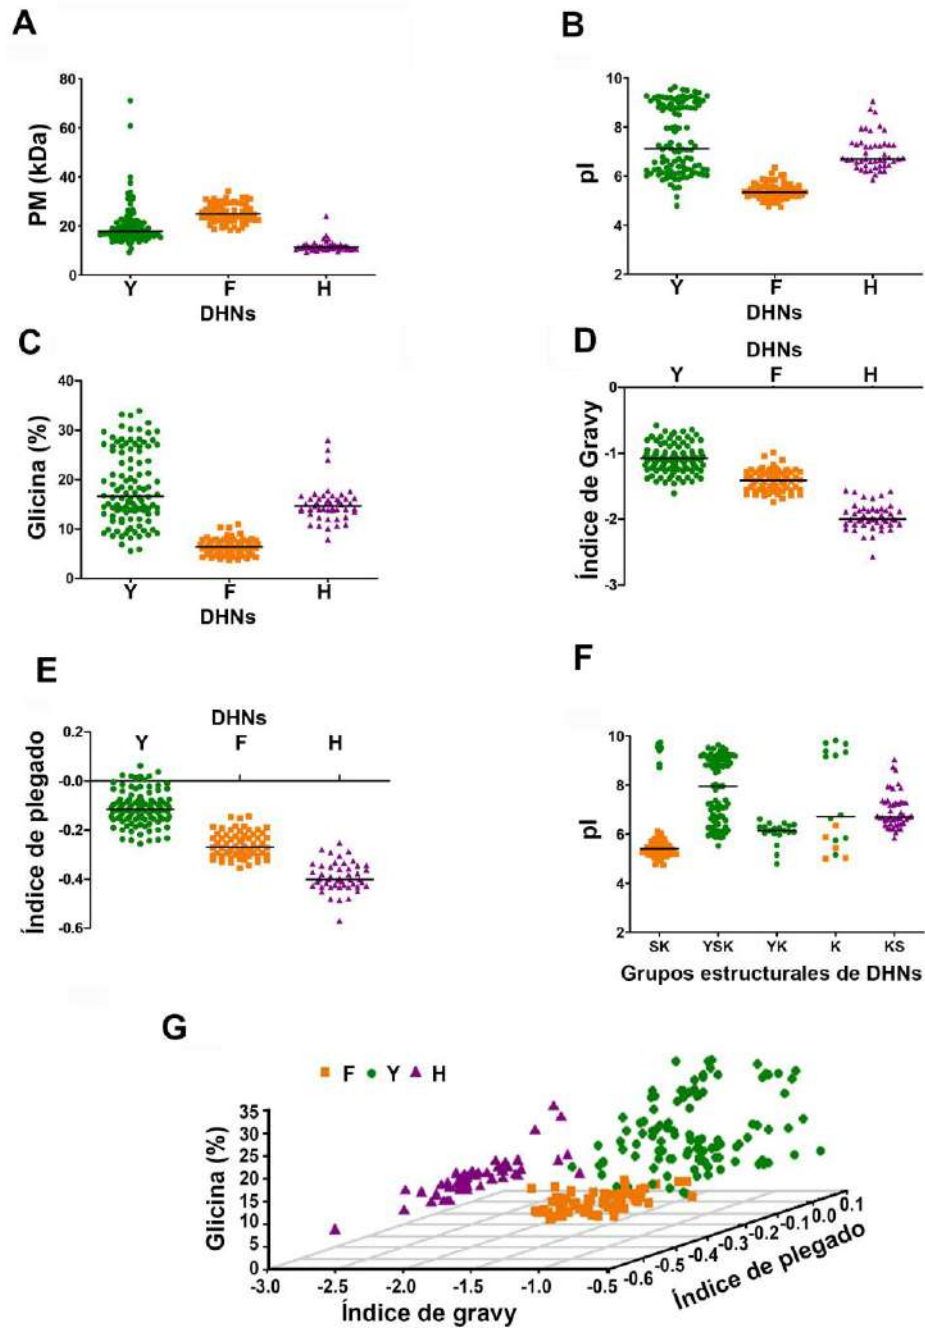 A
80
60
40
20
0
PM (kDa)
Y F H
DHNs
B
10
8
6
4
2
pI
Y F H
DHNs
C
40
30
20
10
0
Glicina (%)
Y F H
DHNs
D
DHNs
Y F H
0
-1
-2
-3
Índice de Gravy
E
DHNs
Y F H
0.2
-0.0
-0.2
-0.4
-0.6
Índice de plegado
F
10
8
6
4
2
pI
SK YSK YK K KS
Grupos estructurales de DHNs
G
F Y H
35
30
25
20
15
10
5
0
Glicina (%)
-3.0 -2.5 -2.0 -1.5 -1.0 -0.5
Índice de gravy
-0.6 -0.5 -0.4 -0.3 -0.2 -0.1 0.0 0.1
Índice de plegado